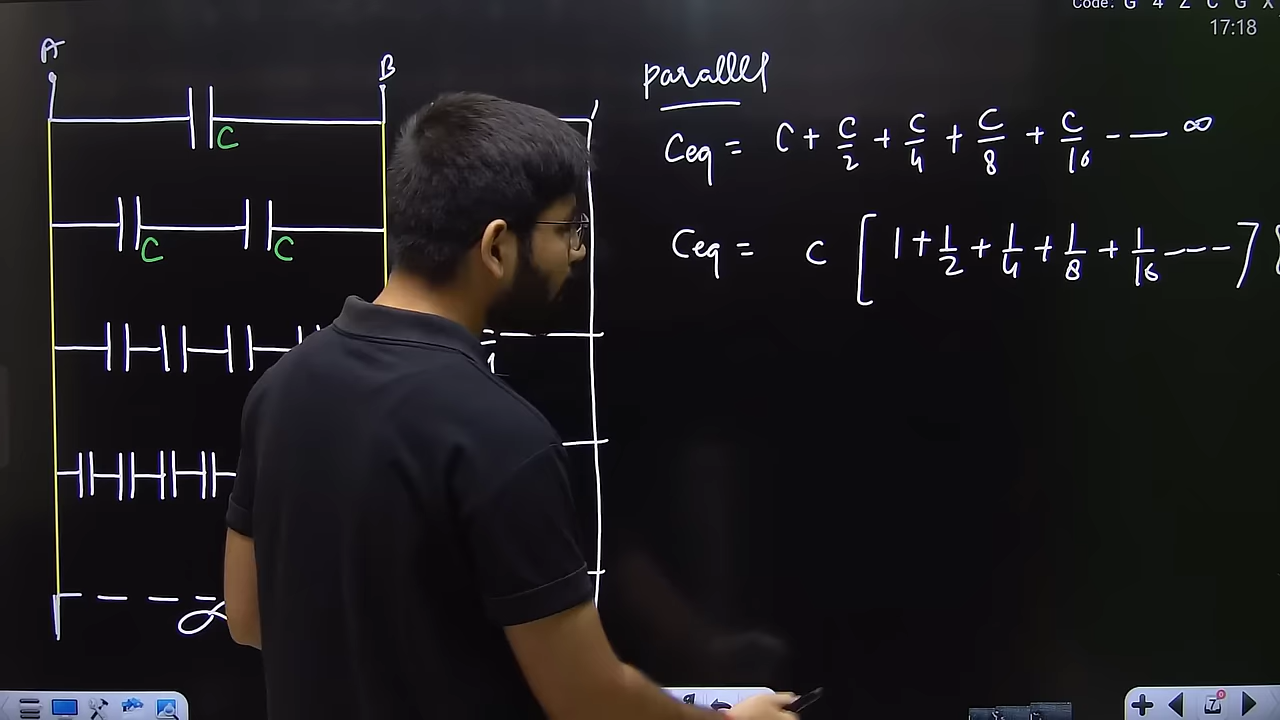 Code: G 4 Z C G X
17:18
A
B
parallel
C
Ceq = C + C/2 + C/4 + C/8 + C/16 ---- ∞
C C
Ceq = C [ 1 + 1/2 + 1/4 + 1/8 + 1/16 ---- ]